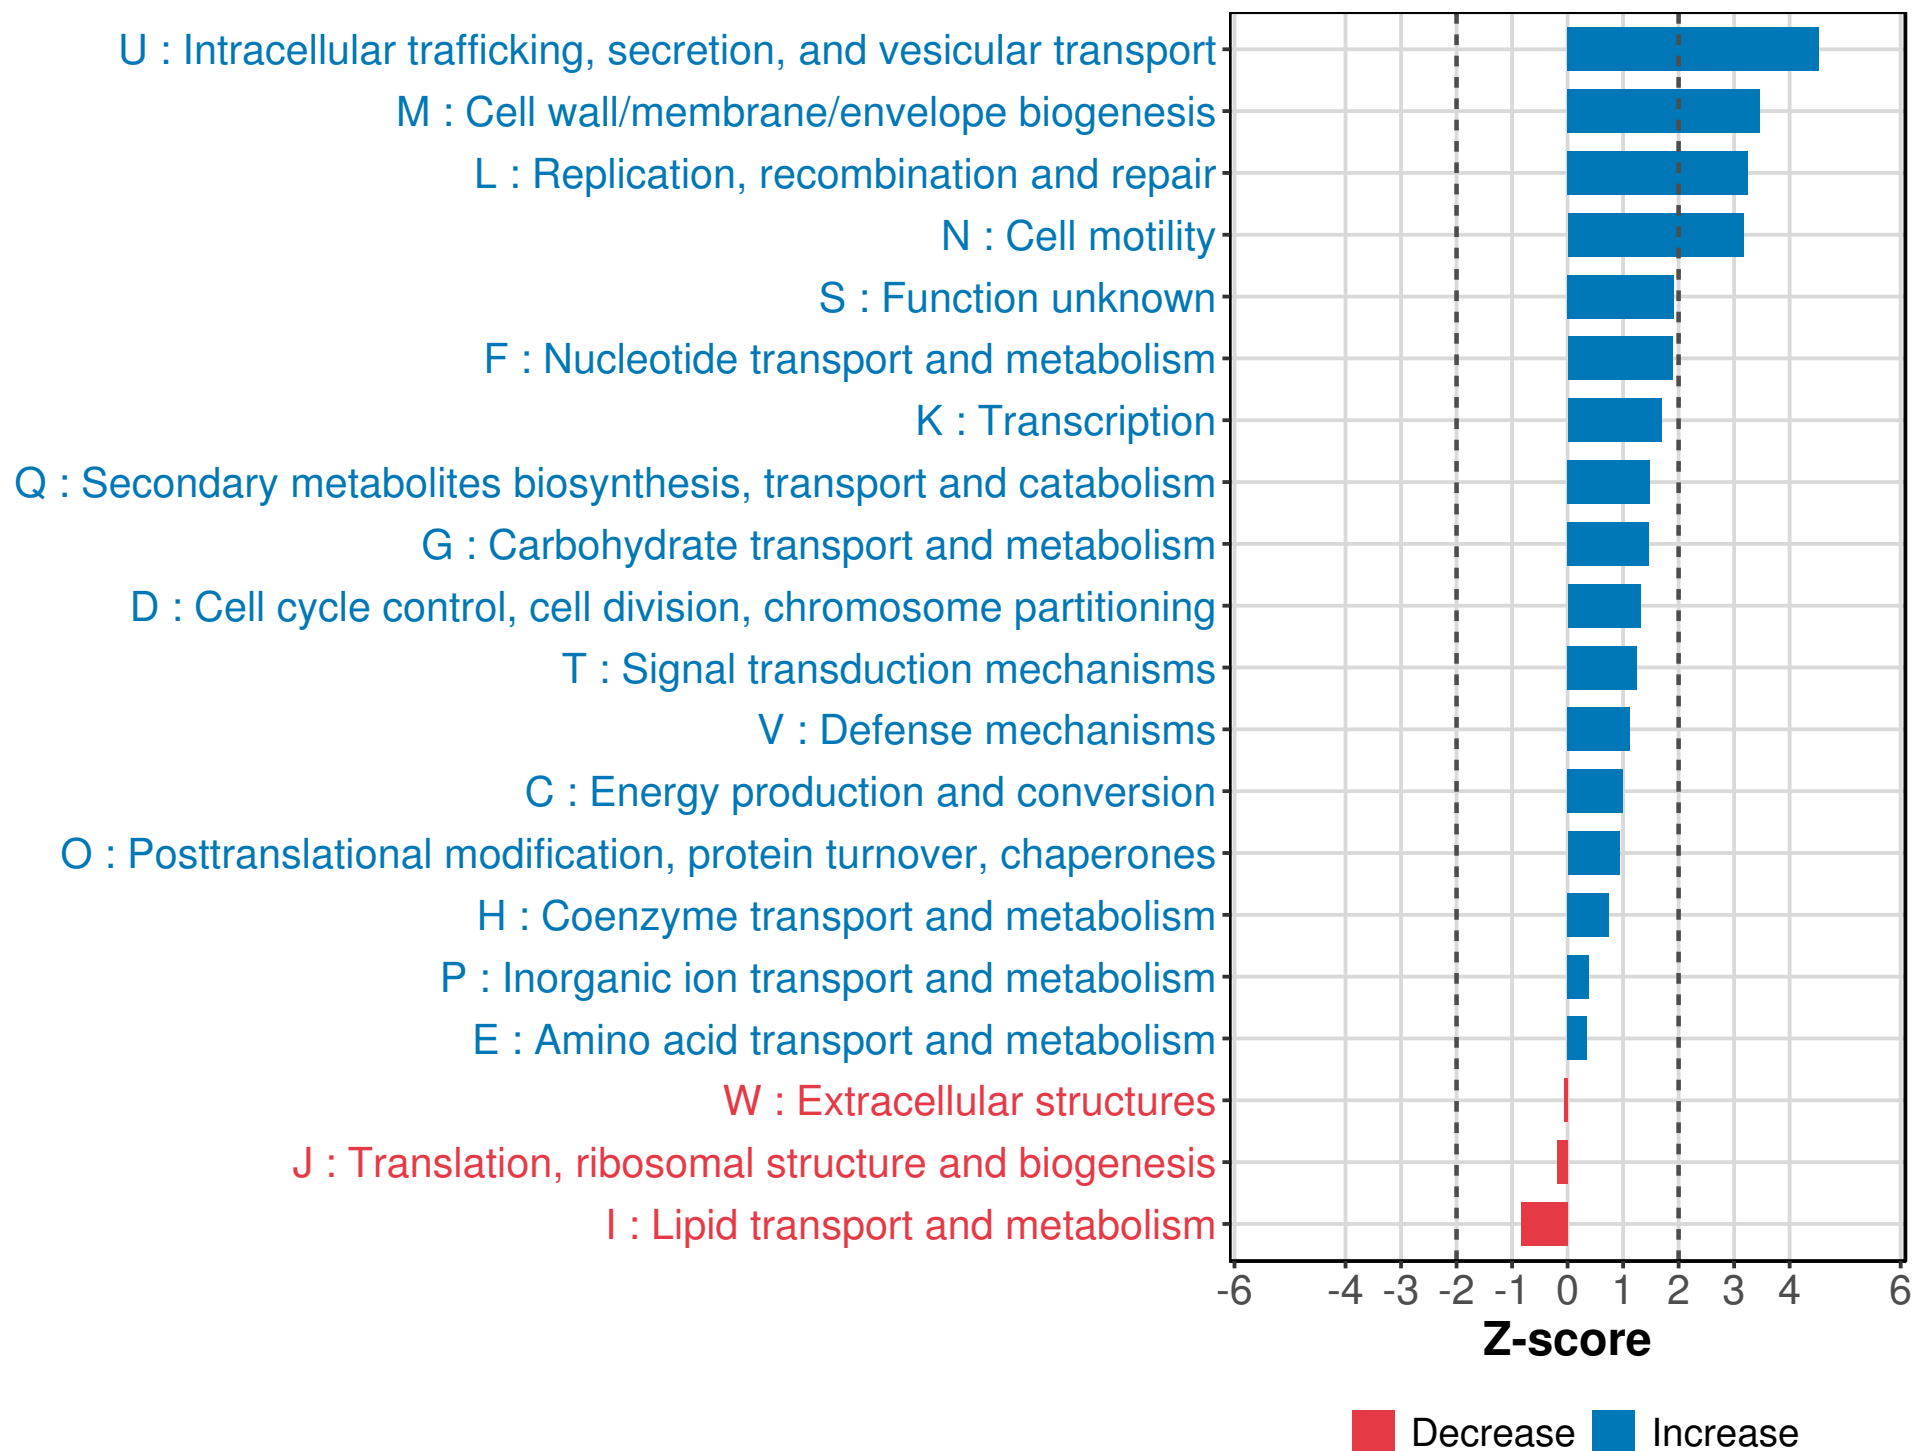 U : Intracellular trafficking, secretion, and vesicular transport
M : Cell wall/membrane/envelope biogenesis
L : Replication, recombination and repair
N : Cell motility
S : Function unknown
F : Nucleotide transport and metabolism
K : Transcription
Q : Secondary metabolites biosynthesis, transport and catabolism
G : Carbohydrate transport and metabolism
D : Cell cycle control, cell division, chromosome partitioning
T : Signal transduction mechanisms
V : Defense mechanisms
C : Energy production and conversion
O : Posttranslational modification, protein turnover, chaperones
H : Coenzyme transport and metabolism
P : Inorganic ion transport and metabolism
E : Amino acid transport and metabolism
W : Extracellular structures
J : Translation, ribosomal structure and biogenesis
I : Lipid transport and metabolism
-6 -4 -3 -2 -1 0 1 2 3 4 6
Z-score
Decrease Increase